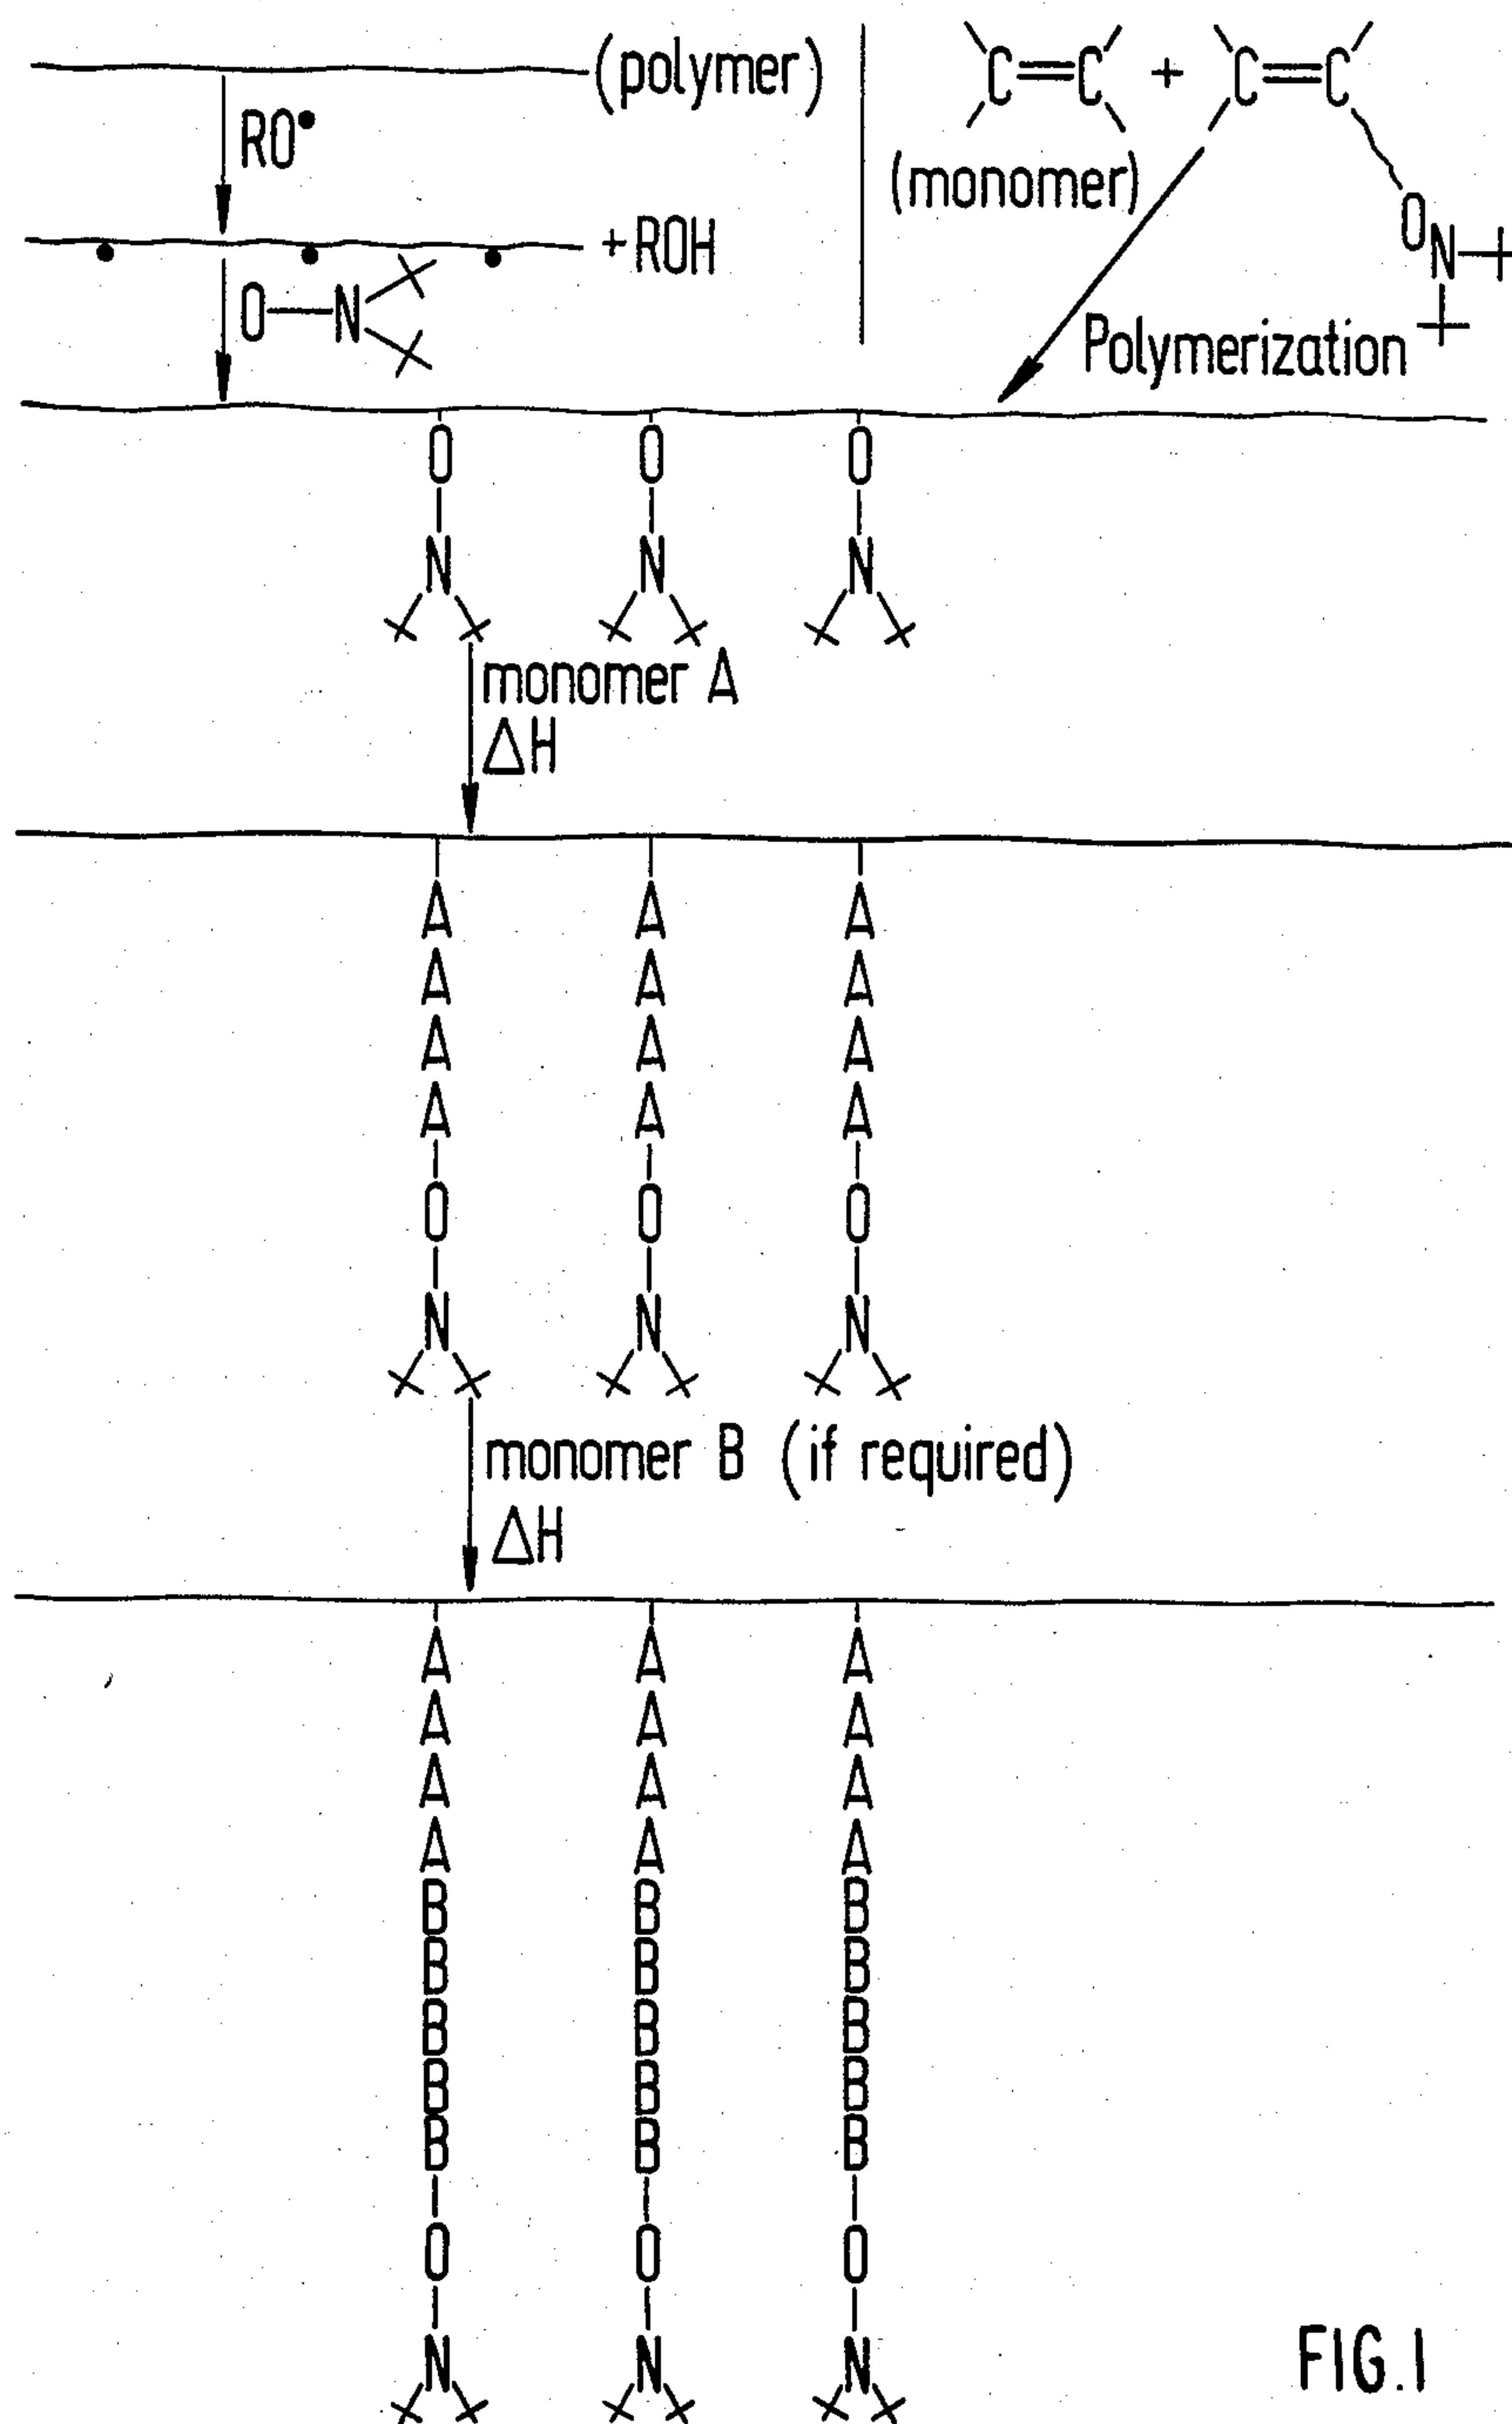 (polymer)
C=C + C=C
RO•
(monomer)
O
N
+ROH
O—N
Polymerization
O O O
N N N
monomer A
ΔH
A A A
A A A
A A A
A A A
O O O
N N N
monomer B (if required)
ΔH
A A A
A A A
A A A
A A A
B B B
B B B
B B B
B B B
B B B
O O O
N N N
FIG.1